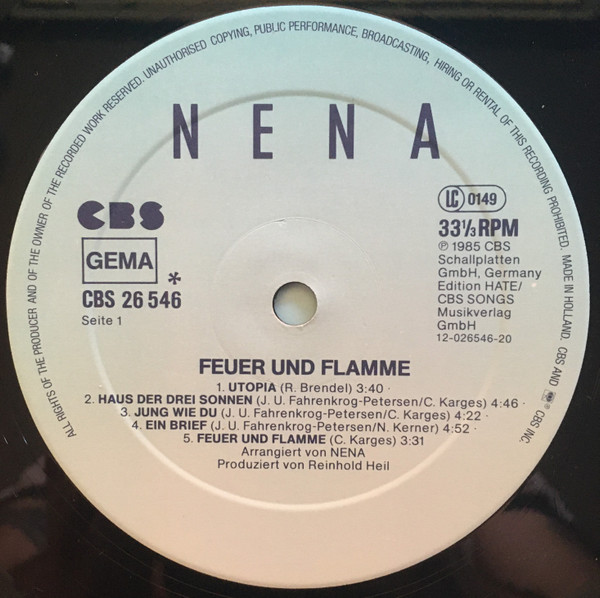 ALL RIGHTS OF THE PRODUCER AND OF THE OWNER OF THE RECORDED WORK RESERVED. UNAUTHORISED COPYING, PUBLIC PERFORMANCE, BROADCASTING, HIRING OR RENTAL OF THIS RECORDING PROHIBITED. MADE IN HOLLAND. CBS AND CBS INC.
NENA
CBS
GEMA
*
CBS 26 546
Seite 1
LC 0149
33⅓ RPM
Ⓟ 1985 CBS
Schallplatten
GmbH, Germany
Edition HATE/
CBS SONGS
Musikverlag
GmbH
12-026546-20
FEUER UND FLAMME
1. UTOPIA (R. Brendel) 3:40 ·
2. HAUS DER DREI SONNEN (J. U. Fahrenkrog-Petersen/C. Karges) 4:46 ·
3. JUNG WIE DU (J. U. Fahrenkrog-Petersen/C. Karges) 4:22 ·
4. EIN BRIEF (J. U. Fahrenkrog-Petersen/N. Kerner) 4:52 ·
5. FEUER UND FLAMME (C. Karges) 3:31
Arrangiert von NENA
Produziert von Reinhold Heil